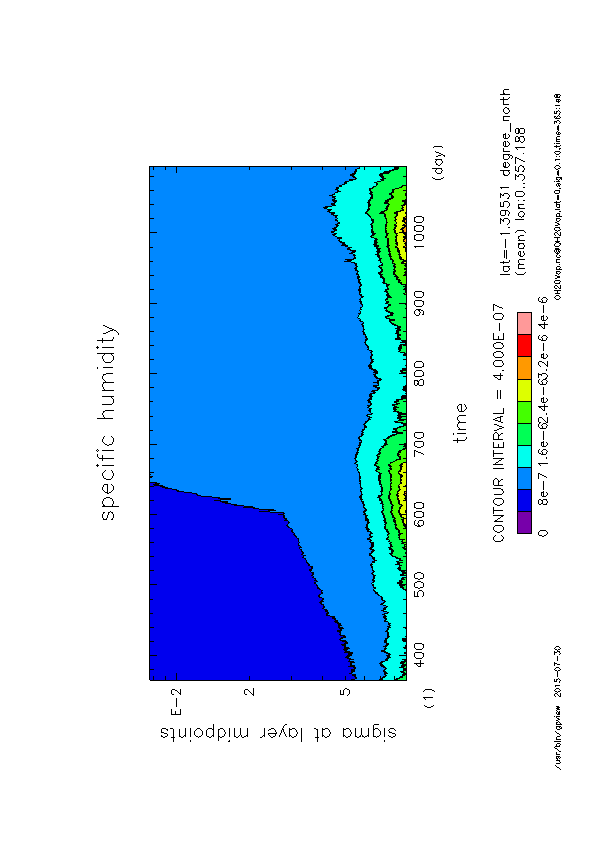 specific humidity
sigma at layer midpoints
E-2
2
5
(1)
400
500
600
700
800
900
1000
(day)
time
CONTOUR INTERVAL = 4.000E-07
0
8e-7
1.6e-6
2.4e-6
3.2e-6
4e-6
lat=-1.39531 degree_north
(mean) lon:0..357.188
/usr/bin/gpview 2015-07-30